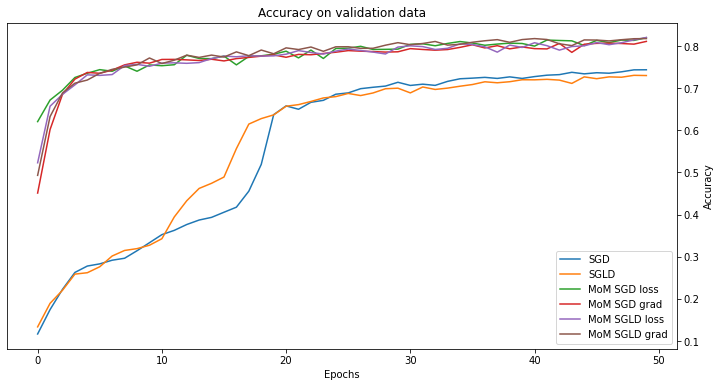 Accuracy on validation data
0.8
0.7
0.6
0.5
0.4
0.3
0.2
0.1
Accuracy
SGD
SGLD
MoM SGD loss
MoM SGD grad
MoM SGLD loss
MoM SGLD grad
0 10 20 30 40 50
Epochs